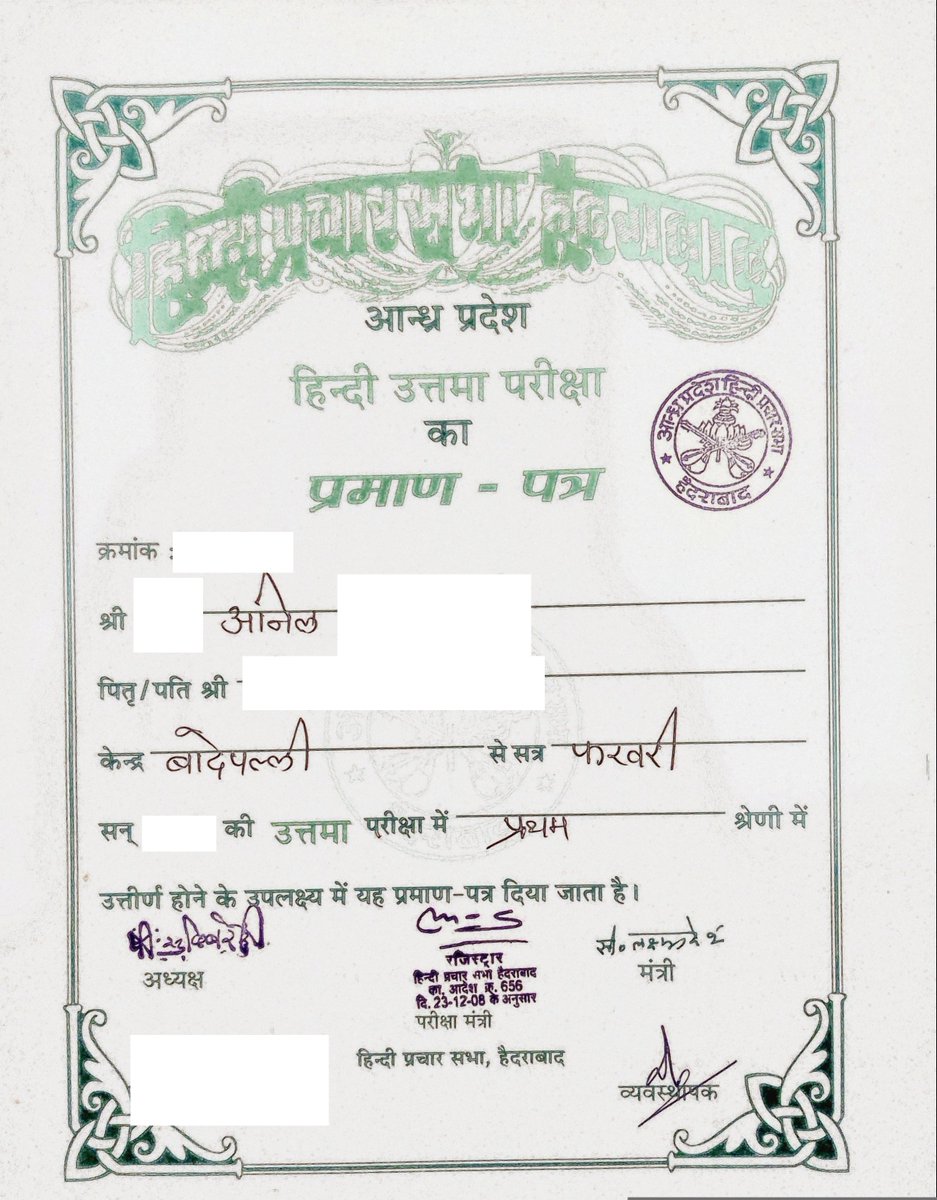 हिन्दी प्रचार सभा हैदराबाद
आन्ध्र प्रदेश
हिन्दी उत्तमा परीक्षा
का
प्रमाण - पत्र
आन्ध्र प्रदेश हिन्दी प्रचार सभा
हैदराबाद
क्रमांक :
श्री अनिल
पितृ/पति श्री
केन्द्र बादेपल्ली से सत्र फरवरी
सन् की उत्तमा परीक्षा में प्रथम श्रेणी में
उत्तीर्ण होने के उपलक्ष्य में यह प्रमाण-पत्र दिया जाता है।
अध्यक्ष
रजिस्ट्रार
हिन्दी प्रचार सभा हैदराबाद
का. आदेश क्र. 656
दि. 23-12-08 के अनुसार
परीक्षा मंत्री
मंत्री
हिन्दी प्रचार सभा, हैदराबाद
व्यवस्थापक